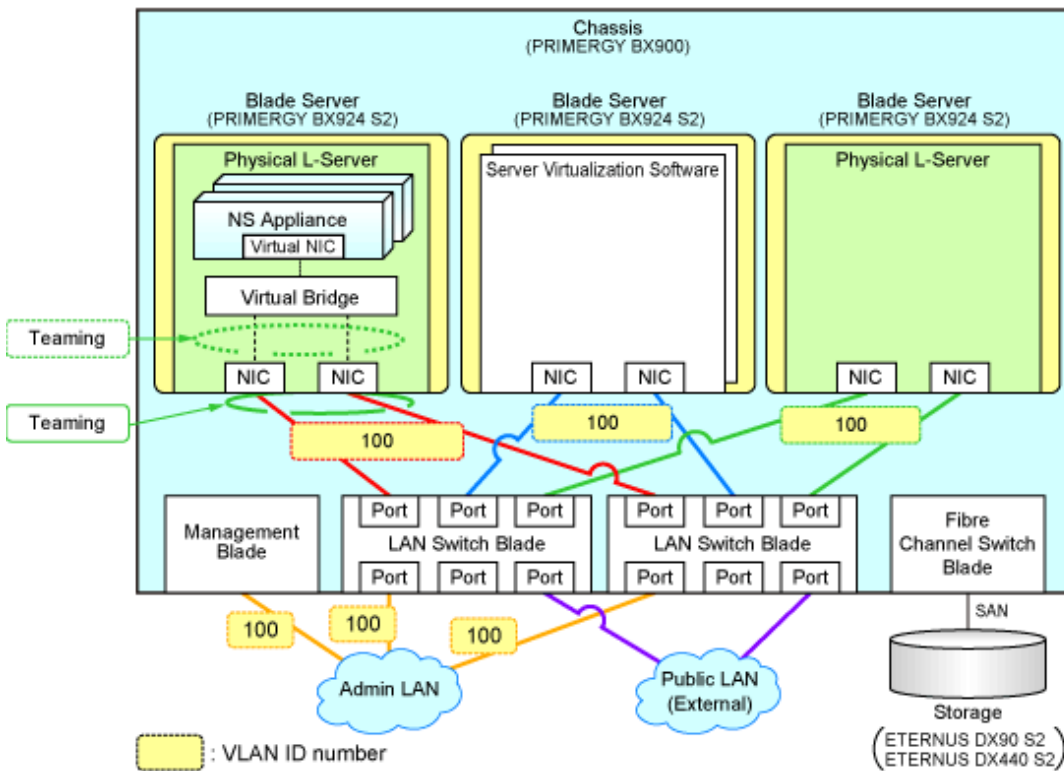 Chassis
(PRIMERGY BX900)
Blade Server
(PRIMERGY BX924 S2)
Blade Server
(PRIMERGY BX924 S2)
Blade Server
(PRIMERGY BX924 S2)
Physical L-Server
NS Appliance
Virtual NIC
Virtual Bridge
Server Virtualization Software
Physical L-Server
Teaming
NIC
NIC
NIC
NIC
NIC
NIC
Teaming
100
100
100
Management
Blade
Port
Port
Port
LAN Switch Blade
Port
Port
Port
Port
Port
Port
LAN Switch Blade
Port
Port
Port
Fibre
Channel Switch
Blade
100
100
100
SAN
Admin LAN
Public LAN
(External)
Storage
(ETERNUS DX90 S2
ETERNUS DX440 S2)
: VLAN ID number